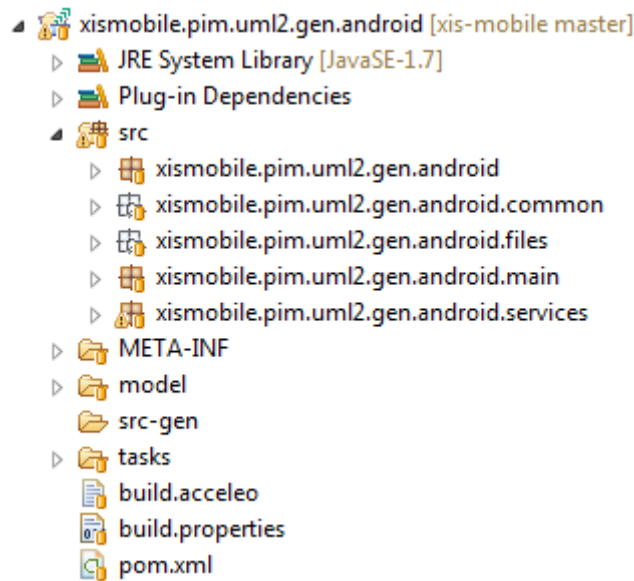 xismobile.pim.uml2.gen.android [xis-mobile master]
JRE System Library [JavaSE-1.7]
Plug-in Dependencies
src
xismobile.pim.uml2.gen.android
xismobile.pim.uml2.gen.android.common
xismobile.pim.uml2.gen.android.files
xismobile.pim.uml2.gen.android.main
xismobile.pim.uml2.gen.android.services
META-INF
model
src-gen
tasks
build.acceleo
build.properties
pom.xml